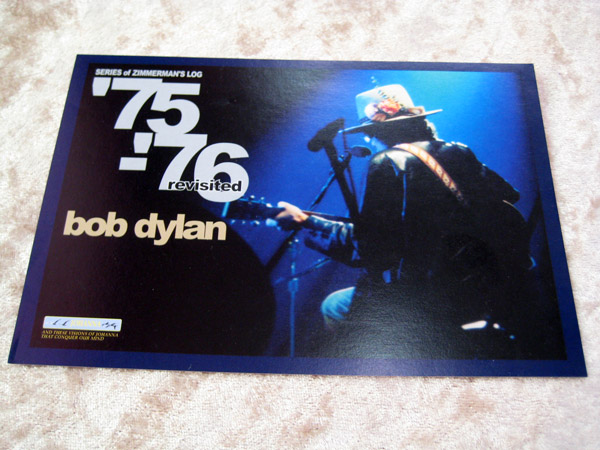 SERIES of ZIMMERMAN'S LOG
'75
-'76
revisited
bob dylan
AND THESE VISIONS OF JOHANNA
THAT CONQUER OUR MIND